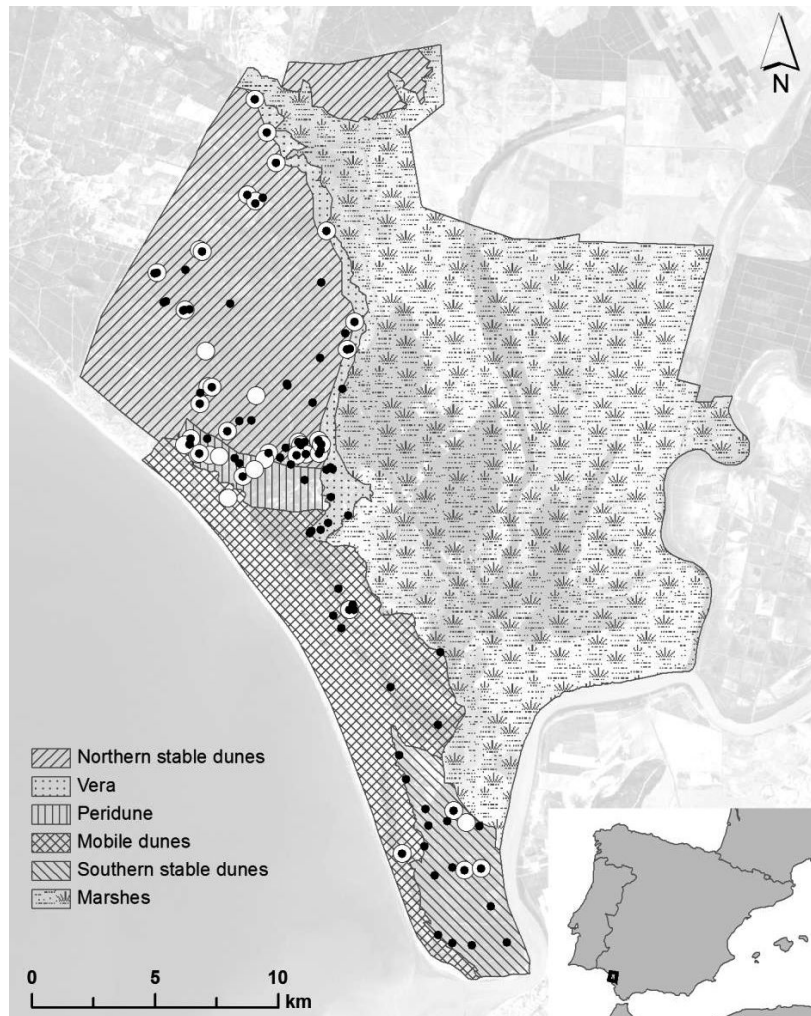 N
Northern stable dunes
Vera
Peridune
Mobile dunes
Southern stable dunes
Marshes
0 5 10
km